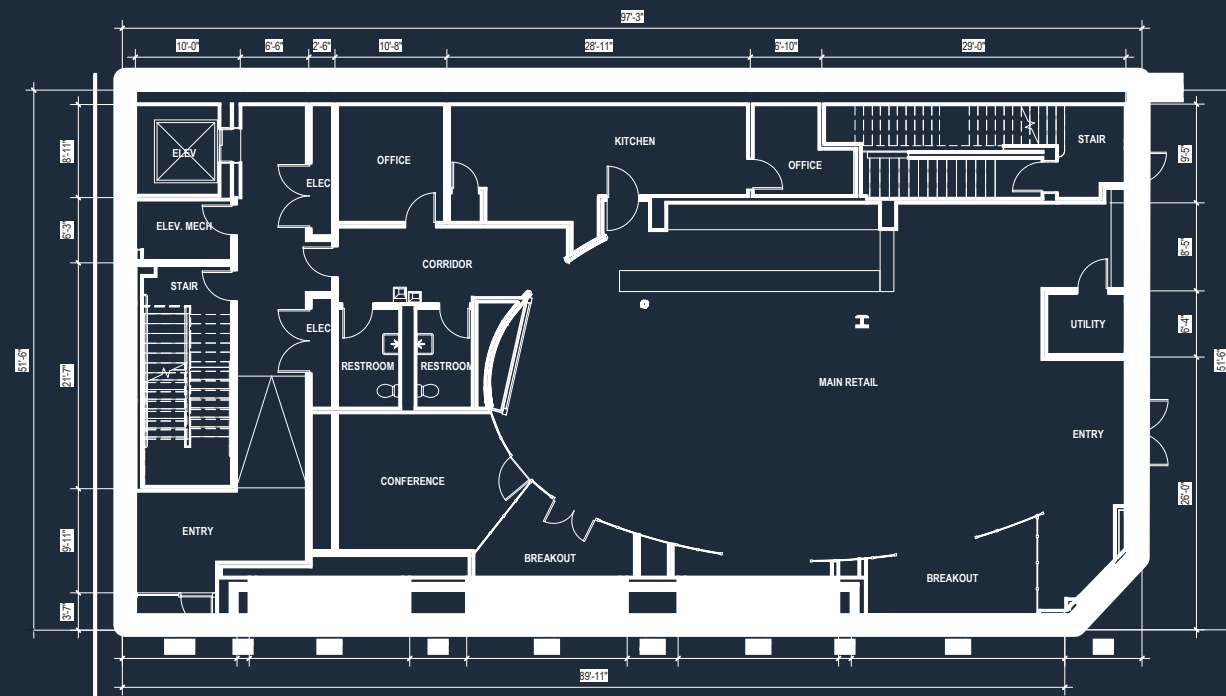 97'-3"
10'-0" 6'-6" 2'-6" 10'-8" 28'-11" 6'-10" 29'-0"
8'-11"
6'-3"
51'-6"
21'-7"
9'-11"
3'-7"
9'-5"
8'-5"
6'-4"
51'-6"
26'-0"
ELEV
ELEC
OFFICE
KITCHEN
OFFICE
STAIR
ELEV. MECH
CORRIDOR
STAIR
ELEC
RESTROOM
RESTROOM
UTILITY
MAIN RETAIL
ENTRY
CONFERENCE
ENTRY
BREAKOUT
BREAKOUT
89'-11"